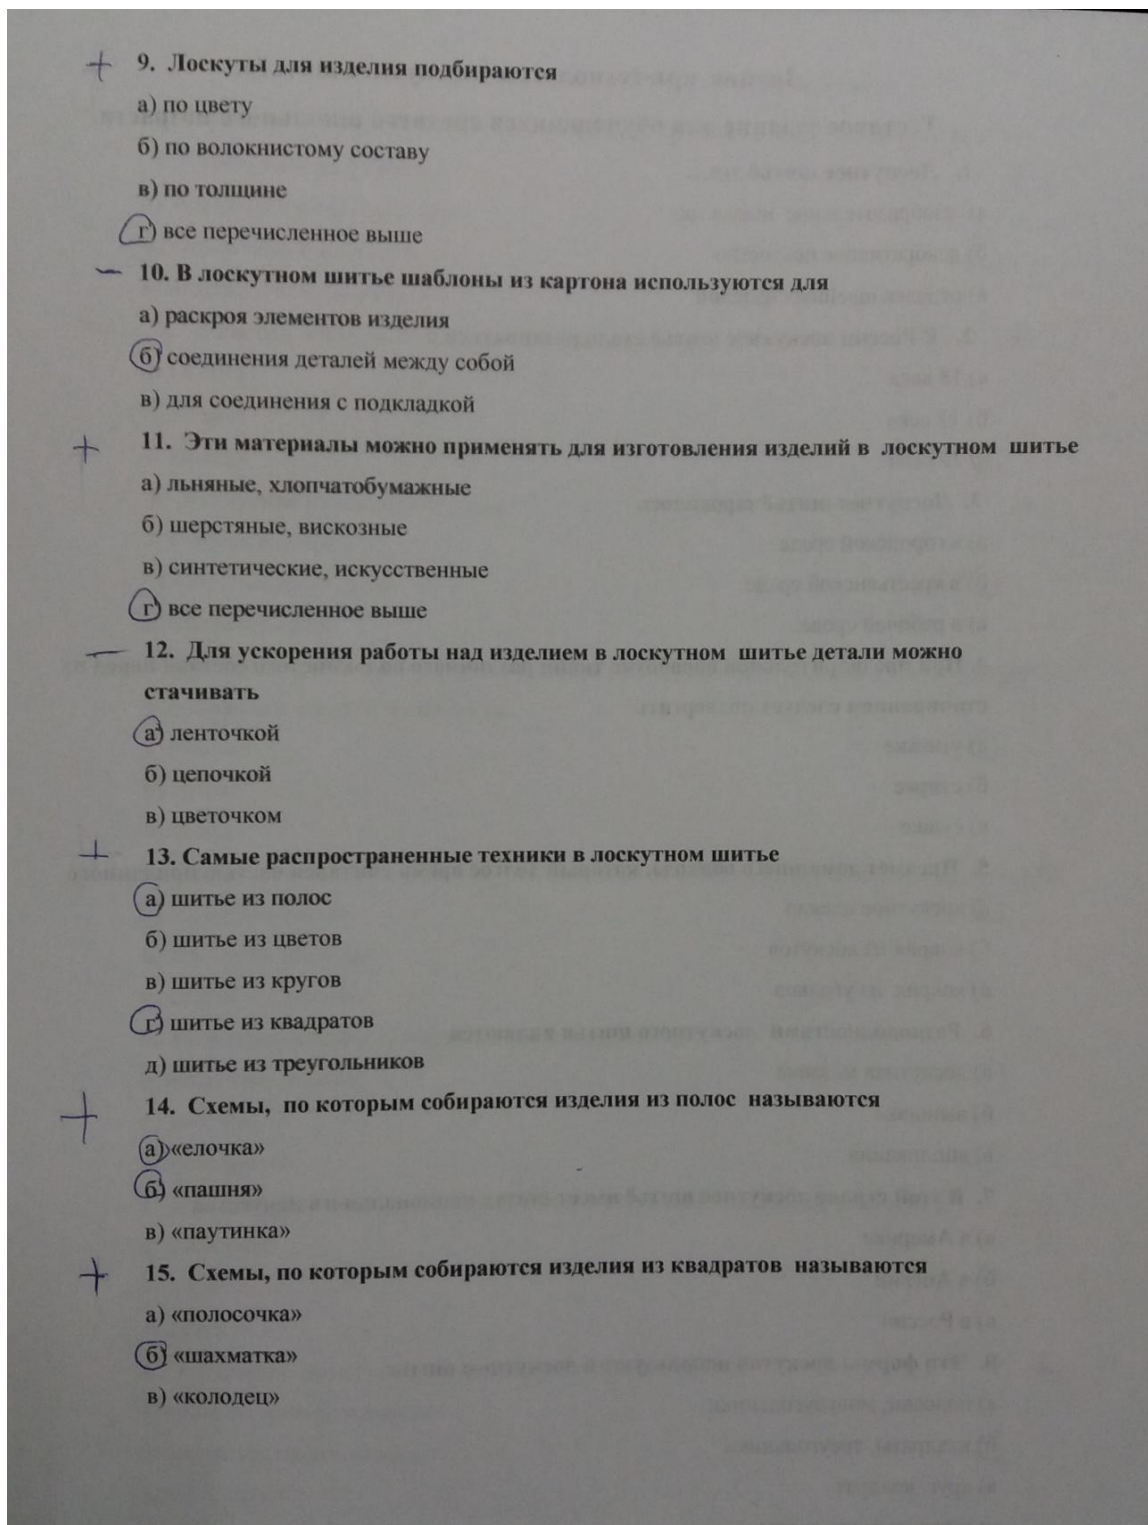 + 9. Лоскуты для изделия подбираются
а) по цвету
б) по волокнистому составу
в) по толщине
г) все перечисленное выше
— 10. В лоскутном шитье шаблоны из картона используются для
а) раскроя элементов изделия
б) соединения деталей между собой
в) для соединения с подкладкой
+ 11. Эти материалы можно применять для изготовления изделий в лоскутном шитье
а) льняные, хлопчатобумажные
б) шерстяные, вискозные
в) синтетические, искусственные
г) все перечисленное выше
— 12. Для ускорения работы над изделием в лоскутном шитье детали можно
стачивать
а) ленточкой
б) цепочкой
в) цветочком
+ 13. Самые распространенные техники в лоскутном шитье
а) шитье из полос
б) шитье из цветов
в) шитье из кругов
г) шитье из квадратов
д) шитье из треугольников
+ 14. Схемы, по которым собираются изделия из полос называются
а) «елочка»
б) «пашня»
в) «паутинка»
+ 15. Схемы, по которым собираются изделия из квадратов называются
а) «полосочка»
б) «шахматка»
в) «колодец»